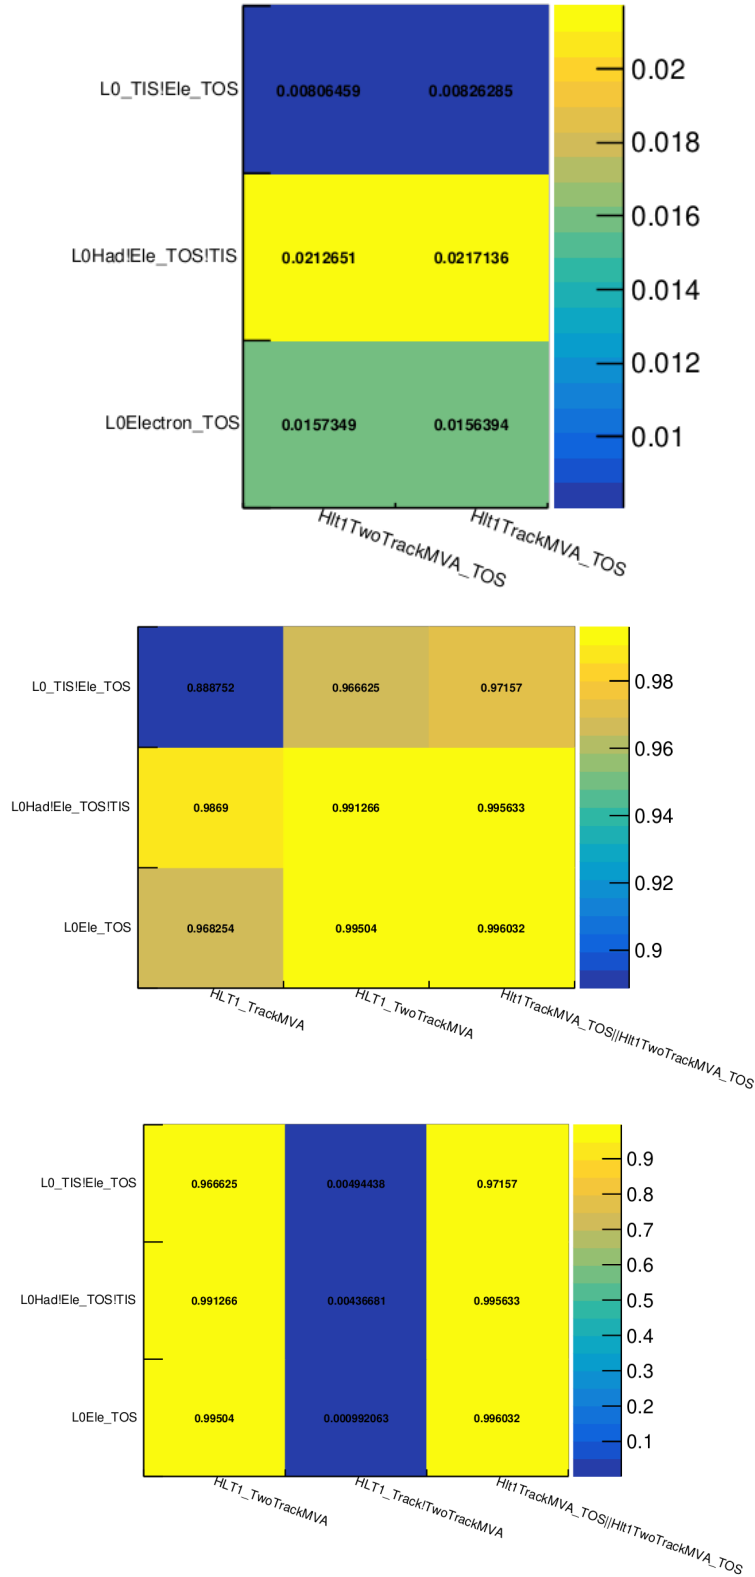 L0_TIS!Ele_TOS
0.00806459
0.00826285
0.02
0.018
L0Had!Ele_TOS!TIS
0.0212651
0.0217136
0.016
0.014
0.012
L0Electron_TOS
0.0157349
0.0156394
0.01
Hlt1TwoTrackMVA_TOS
Hlt1TrackMVA_TOS
L0_TIS!Ele_TOS
0.888752
0.966625
0.97157
0.98
0.96
L0Had!Ele_TOS!TIS
0.9869
0.991266
0.995633
0.94
0.92
L0Ele_TOS
0.968254
0.99504
0.996032
0.9
HLT1_TrackMVA
HLT1_TwoTrackMVA
Hlt1TrackMVA_TOS||Hlt1TwoTrackMVA_TOS
L0_TIS!Ele_TOS
0.966625
0.00494438
0.97157
0.9
0.8
0.7
0.6
L0Had!Ele_TOS!TIS
0.991266
0.00436681
0.995633
0.5
0.4
0.3
L0Ele_TOS
0.99504
0.000992063
0.996032
0.2
0.1
HLT1_TwoTrackMVA
HLT1_Track!TwoTrackMVA
Hlt1TrackMVA_TOS||Hlt1TwoTrackMVA_TOS